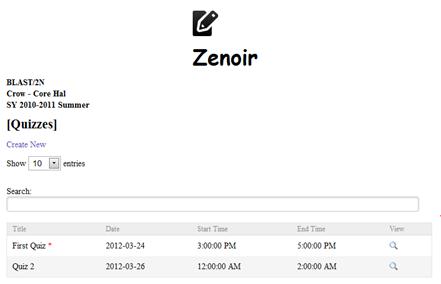 Zenoir
BLAST/2N
Crow - Core Hal
SY 2010-2011 Summer
[Quizzes]
Create New
Show 10 entries
Search:
Title Date Start Time End Time View
First Quiz * 2012-03-24 3:00:00 PM 5:00:00 PM
Quiz 2 2012-03-26 12:00:00 AM 2:00:00 AM